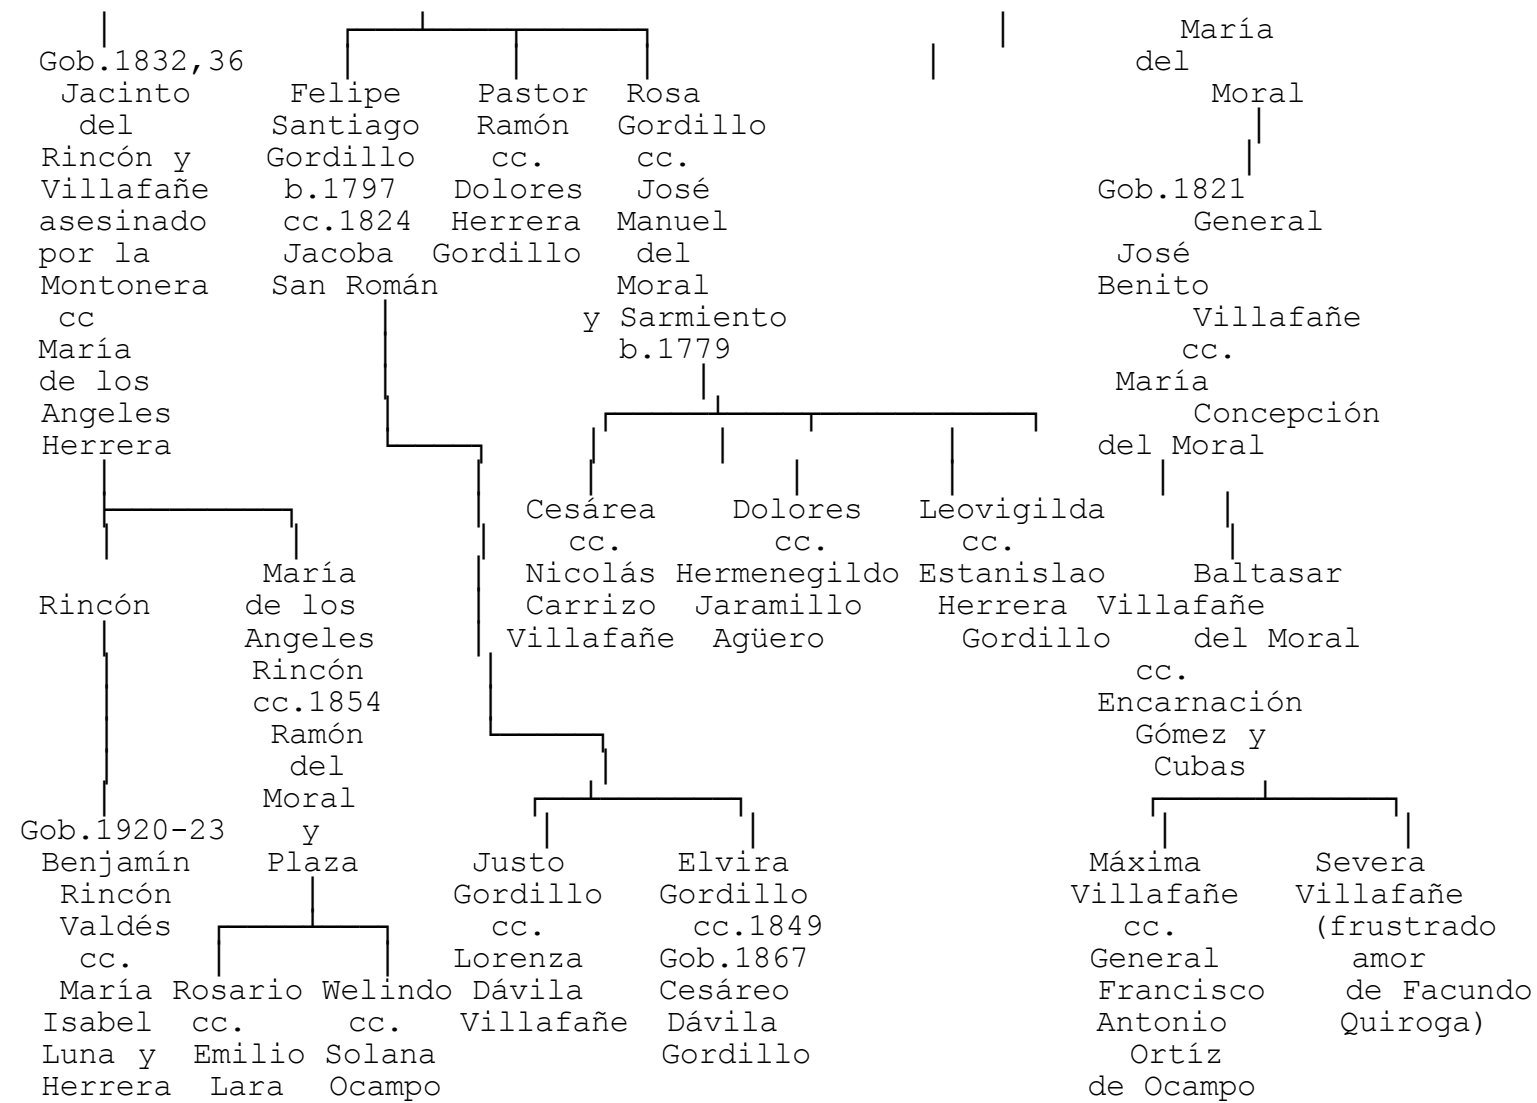 María
Gob.1832,36 del
Jacinto Felipe Pastor Rosa Moral
del Santiago Ramón Gordillo
Rincón y Gordillo cc. cc.
Villafañe b.1797 Dolores José Gob.1821
asesinado cc.1824 Herrera Manuel General
por la Jacoba Gordillo del José
Montonera San Román Moral Benito
cc y Sarmiento Villafañe
María b.1779 cc.
de los María
Angeles Concepción
Herrera del Moral
Cesárea Dolores Leovigilda
cc. cc. cc.
María Nicolás Hermenegildo Estanislao Baltasar
Rincón de los Carrizo Jaramillo Herrera Villafañe
Angeles Villafañe Agüero Gordillo del Moral
Rincón cc.
cc.1854 Encarnación
Ramón Gómez y
del Cubas
Moral
Gob.1920-23 y
Benjamín Plaza Justo Elvira Máxima Severa
Rincón Gordillo Gordillo Villafañe Villafañe
Valdés cc. cc.1849 cc. (frustrado
cc. Lorenza Gob.1867 General amor
María Rosario Welindo Dávila Cesáreo Francisco de Facundo
Isabel cc. cc. Villafañe Dávila Antonio Quiroga)
Luna y Emilio Solana Gordillo Ortíz
Herrera Lara Ocampo de Ocampo